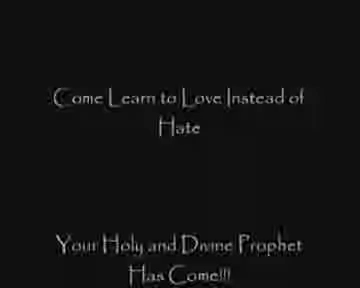 Come Learn to Love Instead of
Hate
Your Holy and Divine Prophet
Has Come!!!